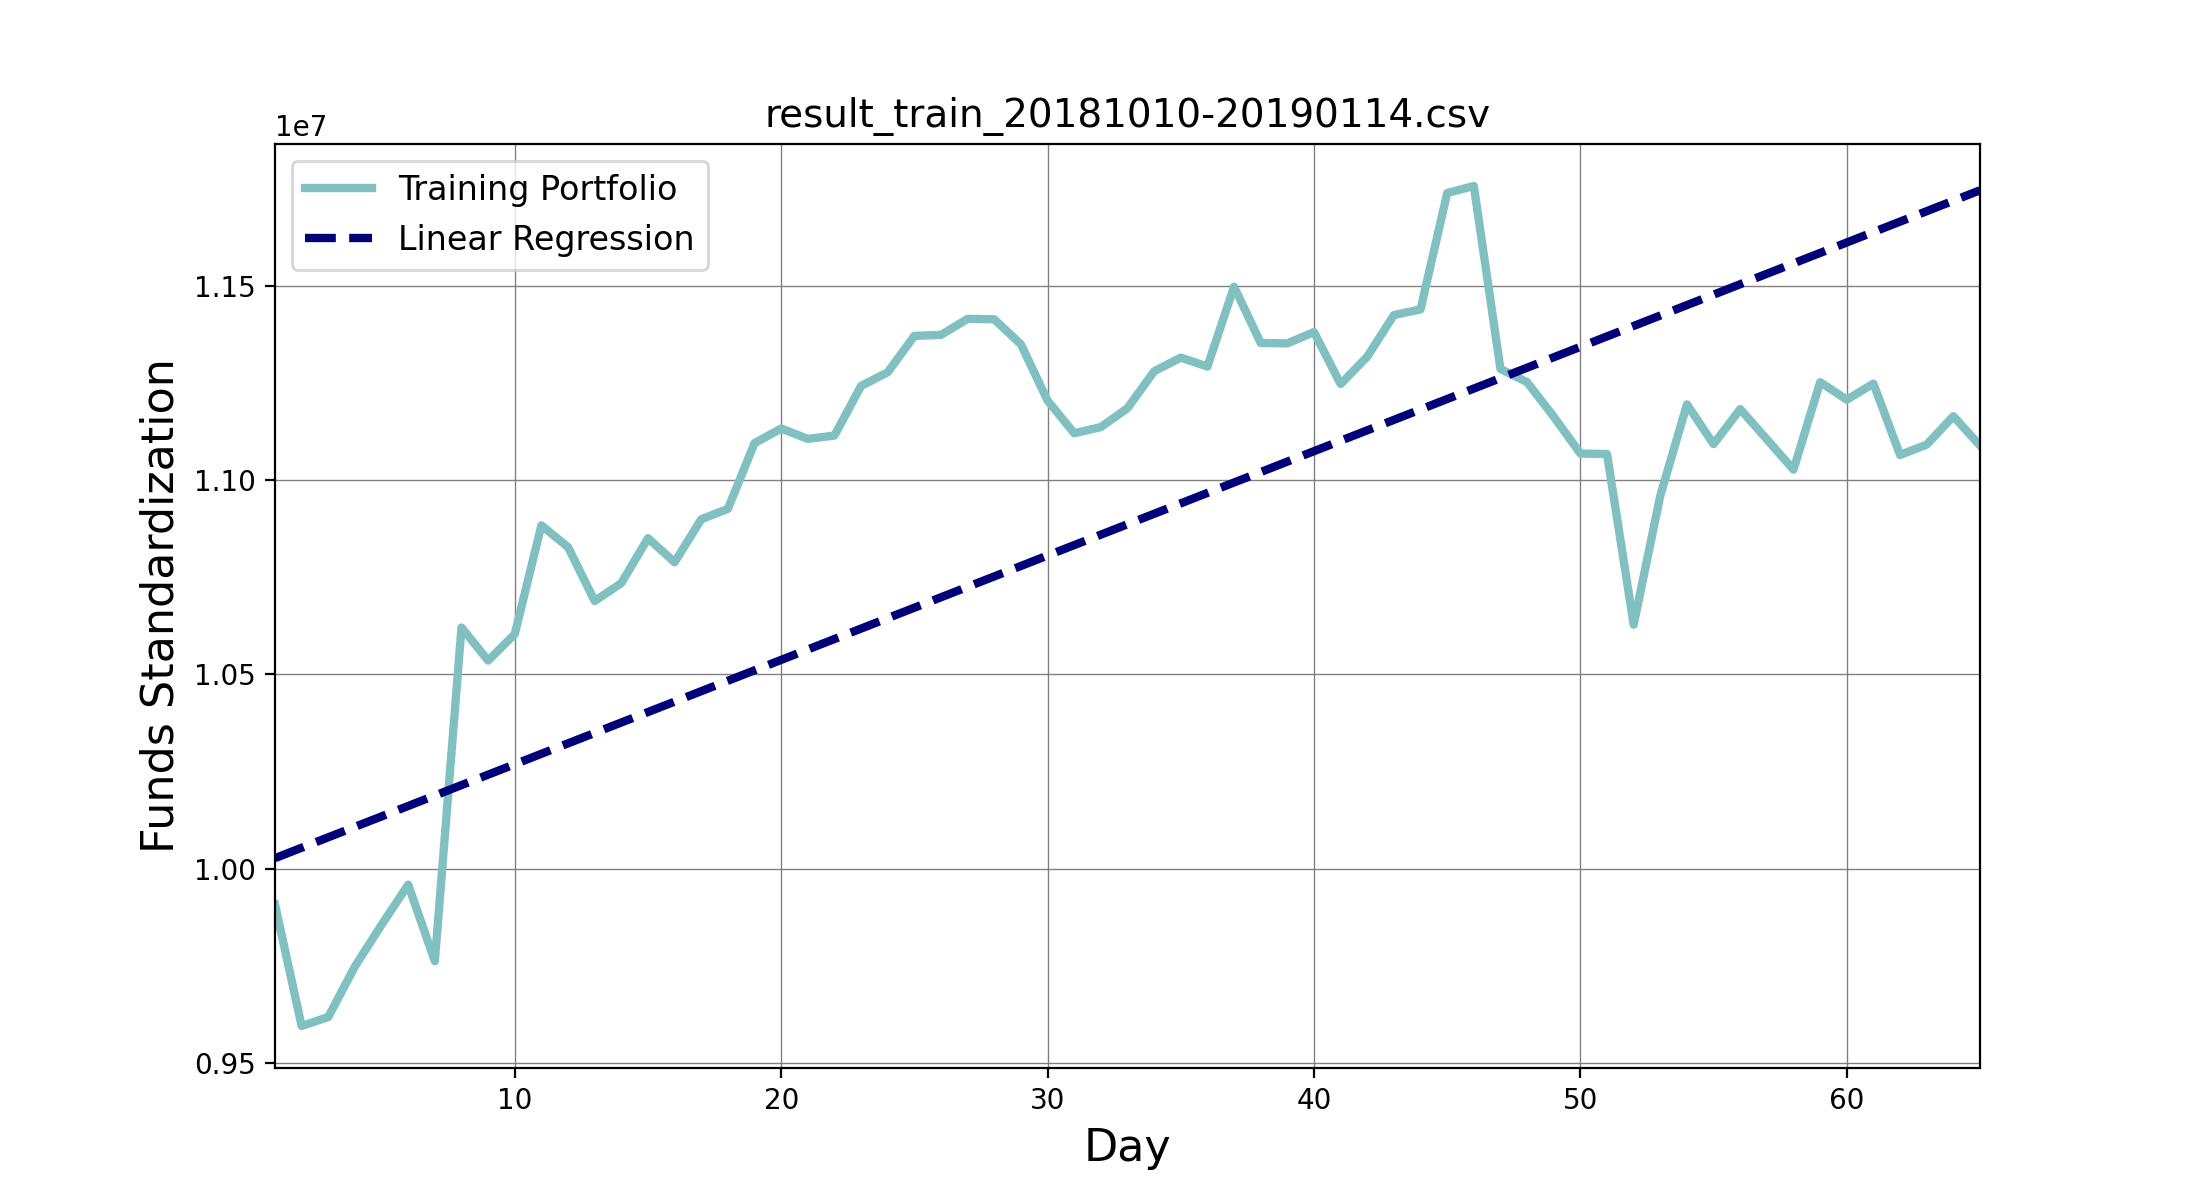 result_train_20181010-20190114.csv
1e7
Training Portfolio
Linear Regression
1.15
1.10
1.05
1.00
0.95
Funds Standardization
10 20 30 40 50 60
Day